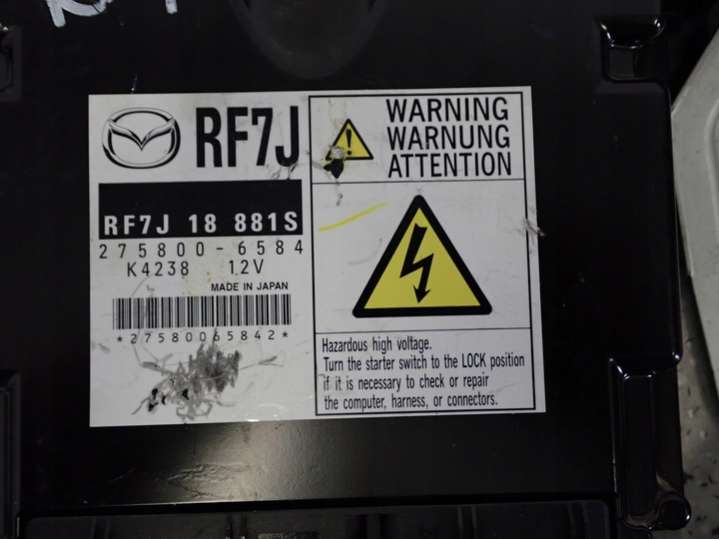 RF7J
RF7J 18 881S
275800-6584
K4238 12V
MADE IN JAPAN
*27580065842*
WARNING
WARNUNG
ATTENTION
Hazardous high voltage.
Turn the starter switch to the LOCK position
if it is necessary to check or repair
the computer, harness, or connectors.